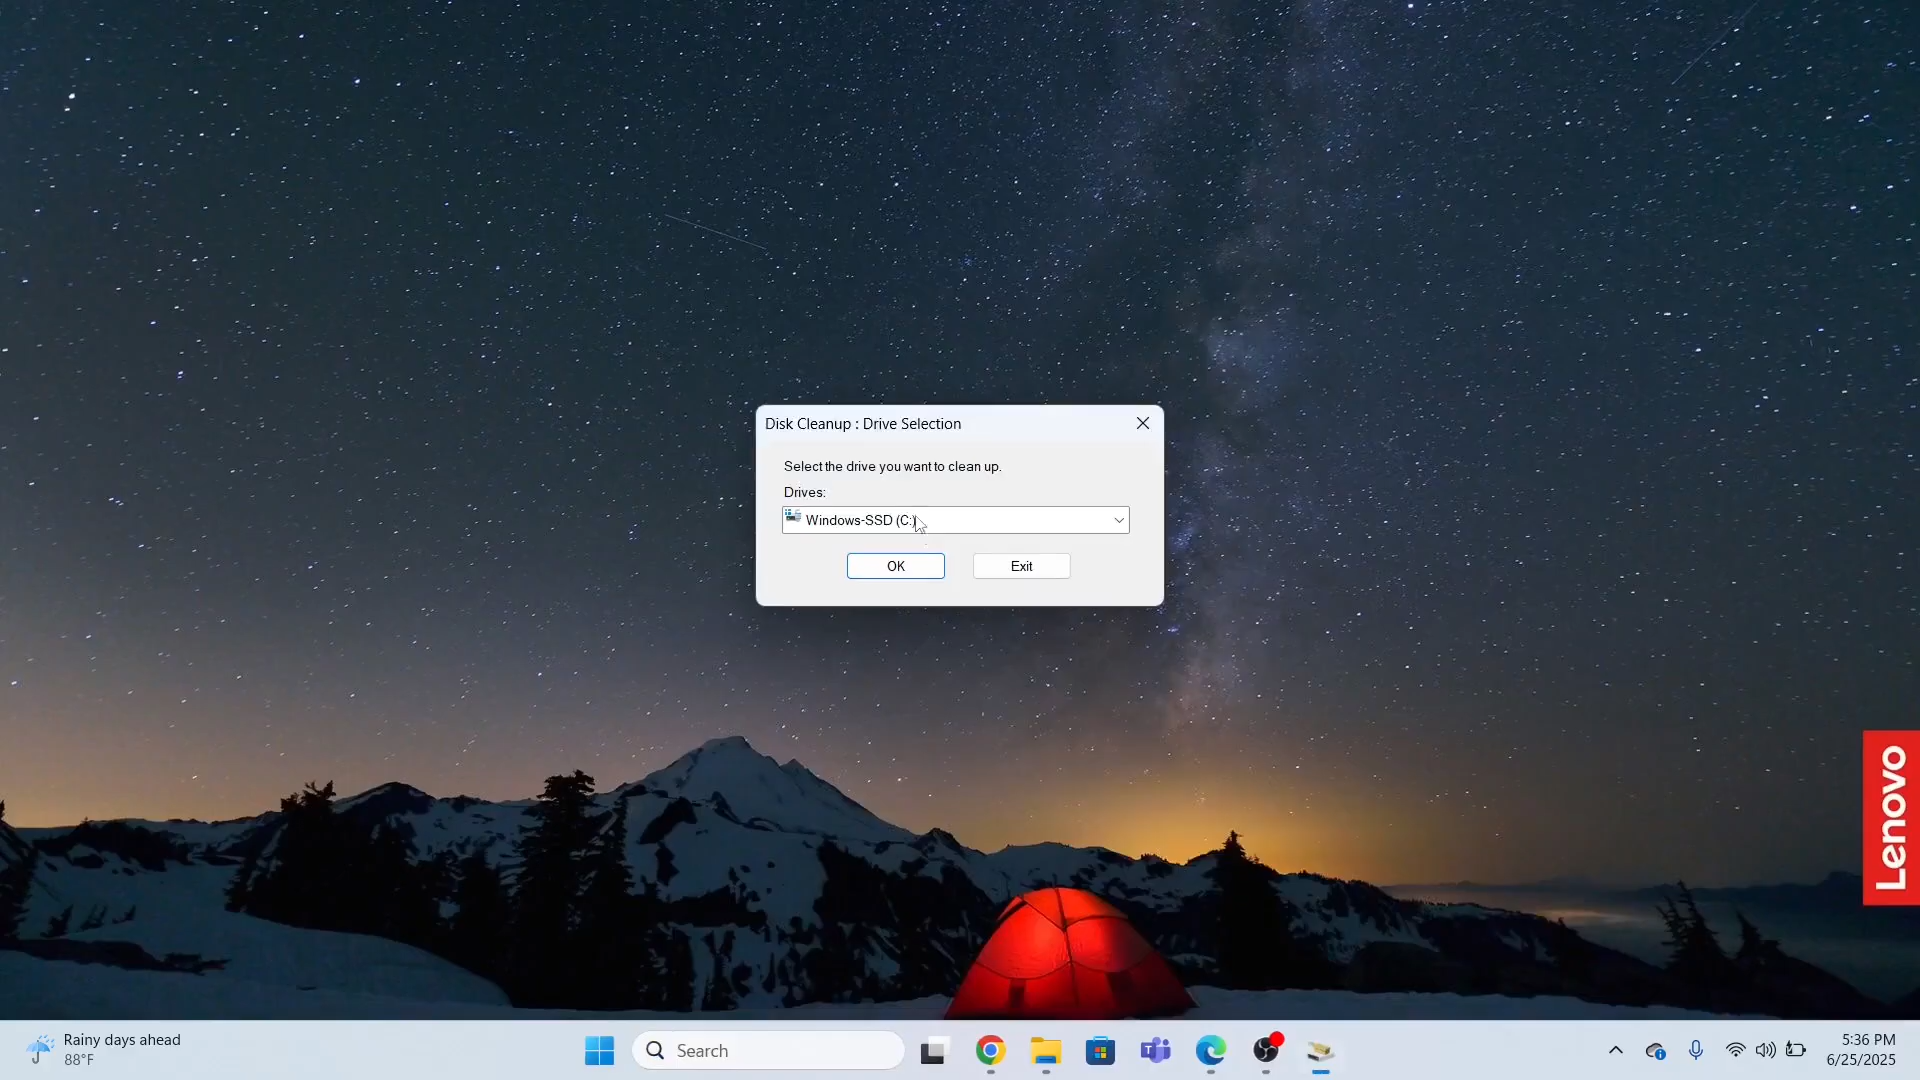 Disk Cleanup : Drive Selection
Select the drive you want to clean up.
Drives:
Windows-SSD (C:)
OK
Exit
Lenovo
Rainy days ahead
88°F
Search
T
5:36 PM
6/25/2025